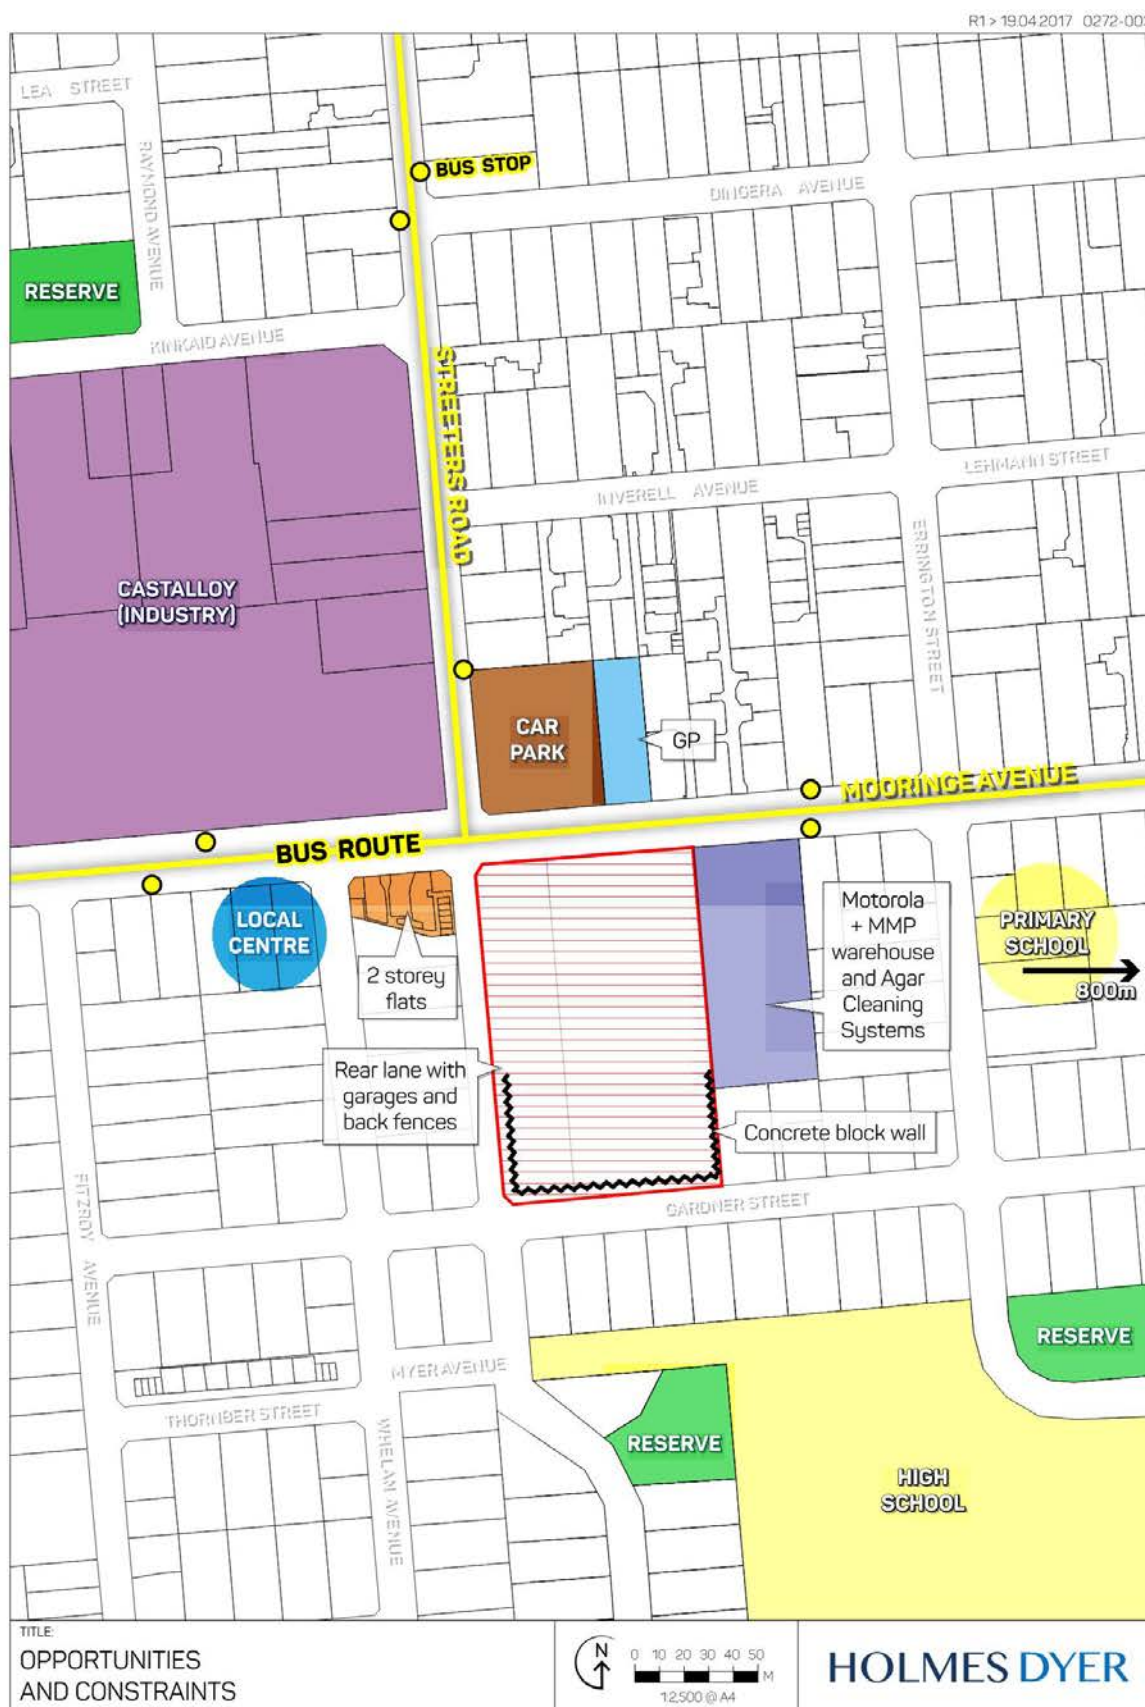 R1 > 19.04.2017 0272-003
LEA STREET
RAYMOND AVENUE
BUS STOP
DINGERA AVENUE
RESERVE
KINKAID AVENUE
STREETERS ROAD
LEHMANN STREET
INVERELL AVENUE
ERRINGTON STREET
CASTALLOY
(INDUSTRY)
CAR
PARK
GP
MOORINGE AVENUE
BUS ROUTE
LOCAL
CENTRE
2 storey
flats
Motorola
+ MMP
warehouse
and Agar
Cleaning
Systems
PRIMARY
SCHOOL
800m
Rear lane with
garages and
back fences
Concrete block wall
FITZROY AVENUE
GARDNER STREET
RESERVE
MYER AVENUE
THORNBER STREET
WHELAN AVENUE
RESERVE
HIGH
SCHOOL
TITLE:
OPPORTUNITIES
AND CONSTRAINTS
N
0 10 20 30 40 50
M
1:2,500 @ A4
HOLMES DYER